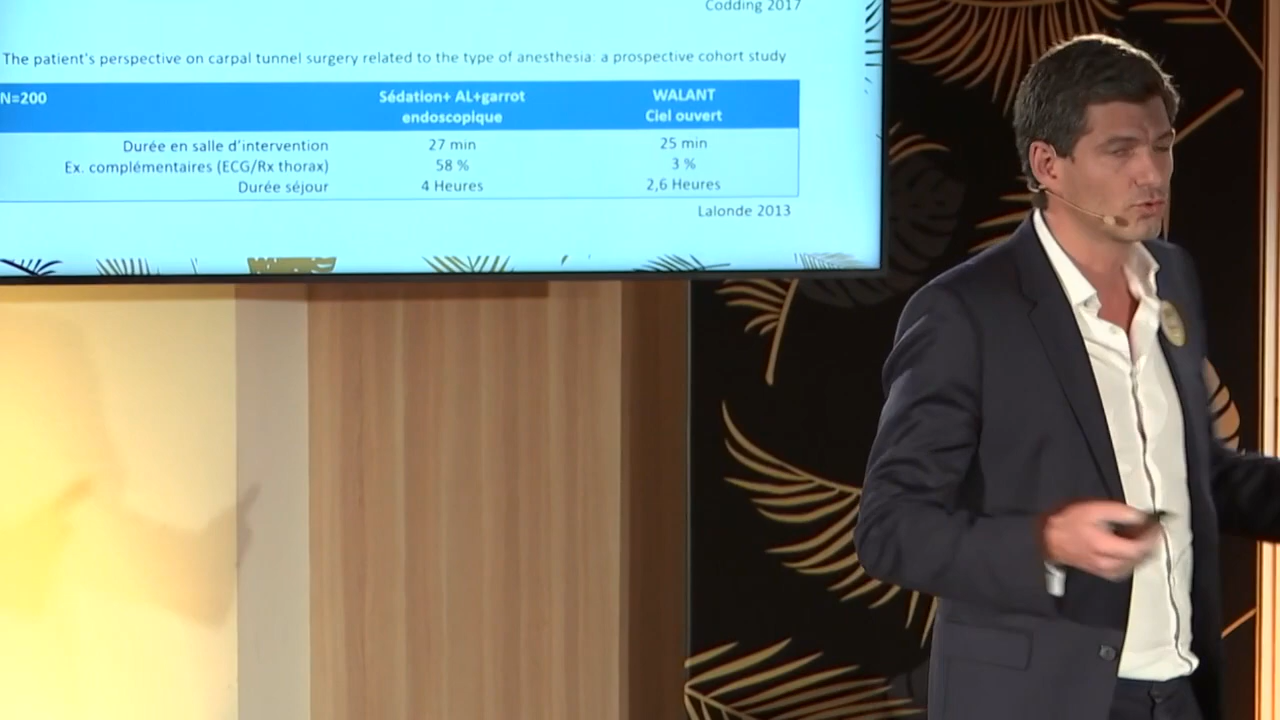 Codding 2017
The patient's perspective on carpal tunnel surgery related to the type of anesthesia: a prospective cohort study
N=200 Sédation+ AL+garrot endoscopique WALANT Ciel ouvert
Durée en salle d'intervention 27 min 25 min
Ex. complémentaires (ECG/Rx thorax) 58 % 3 %
Durée séjour 4 Heures 2,6 Heures
Lalonde 2013